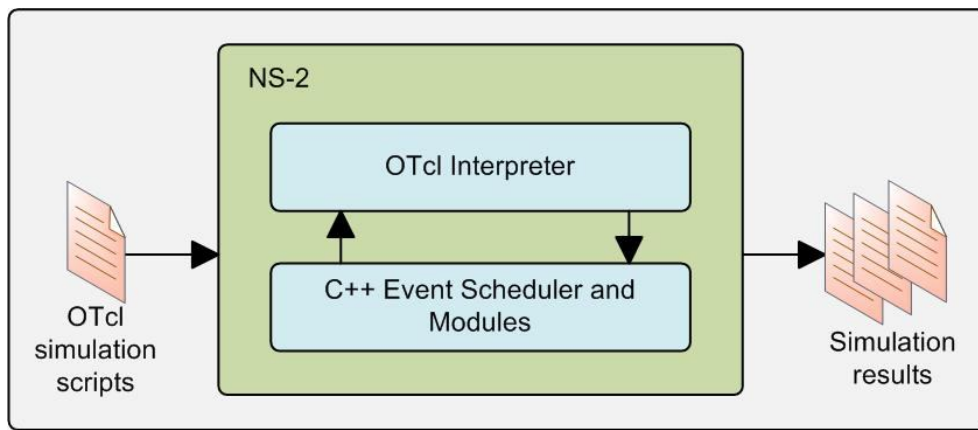 NS-2
OTcl Interpreter
C++ Event Scheduler and
Modules
OTcl
simulation
scripts
Simulation
results